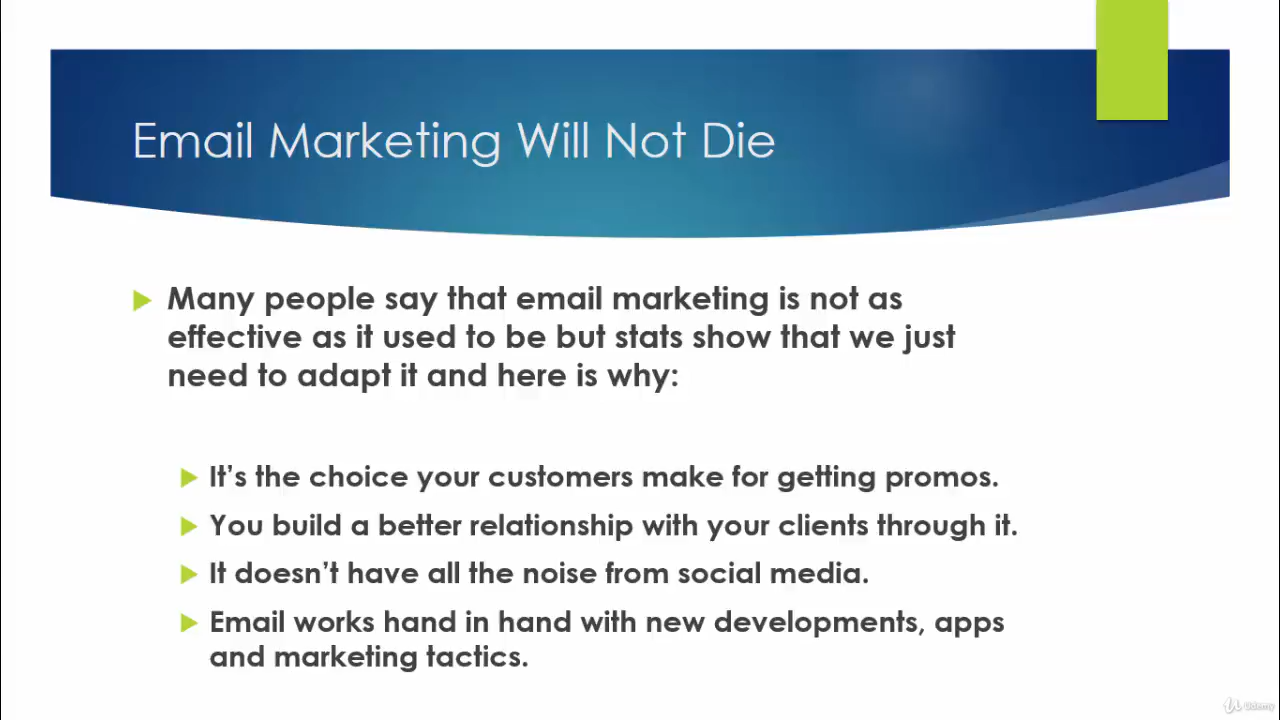 Email Marketing Will Not Die
Many people say that email marketing is not as
effective as it used to be but stats show that we just
need to adapt it and here is why:
It’s the choice your customers make for getting promos.
You build a better relationship with your clients through it.
It doesn’t have all the noise from social media.
Email works hand in hand with new developments, apps
and marketing tactics.
Udemy